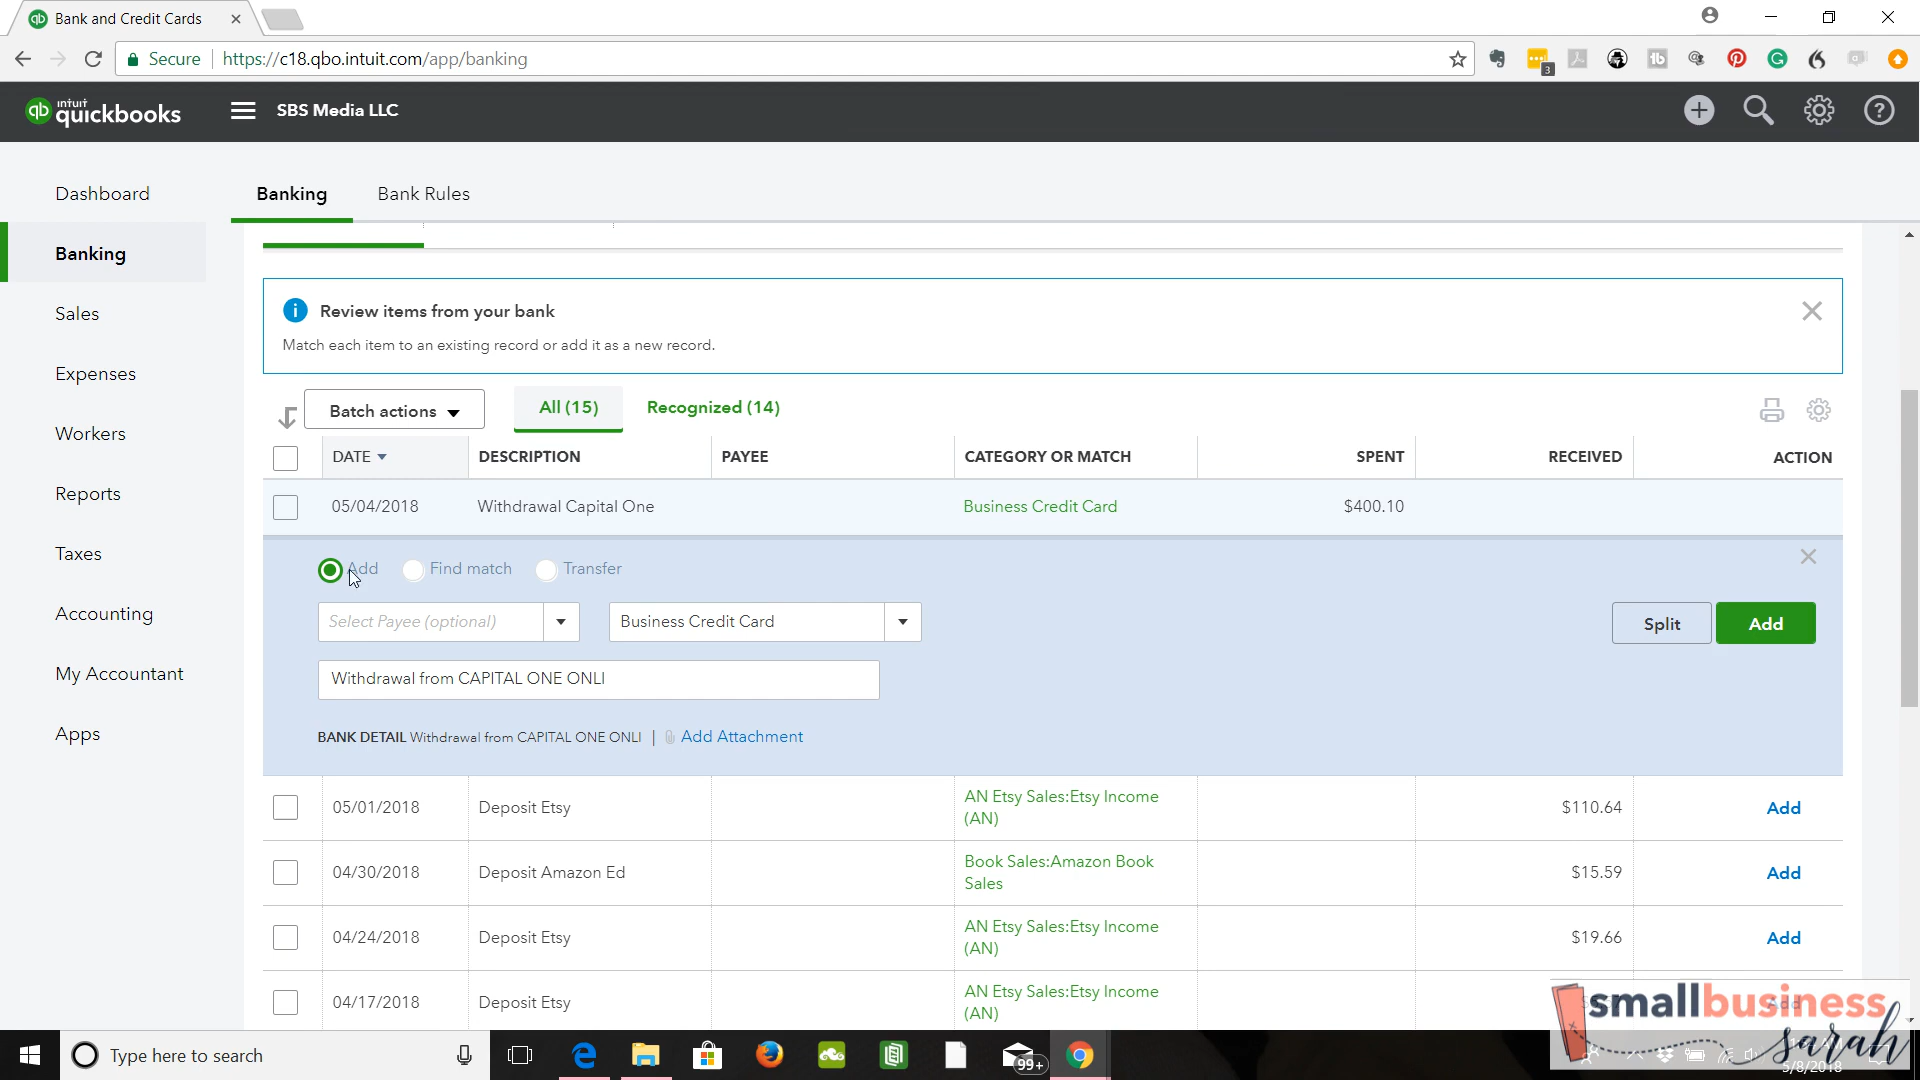 Bank and Credit Cards
Secure https://c18.qbo.intuit.com/app/banking
3
intuit
quickbooks
SBS Media LLC
Dashboard
Banking
Sales
Expenses
Workers
Reports
Taxes
Accounting
My Accountant
Apps
Banking Bank Rules
Review items from your bank
Match each item to an existing record or add it as a new record.
Batch actions All (15) Recognized (14)
DATE DESCRIPTION PAYEE CATEGORY OR MATCH SPENT RECEIVED ACTION
05/04/2018 Withdrawal Capital One Business Credit Card $400.10
Add Find match Transfer
Select Payee (optional) Business Credit Card Split Add
Withdrawal from CAPITAL ONE ONLI
BANK DETAIL Withdrawal from CAPITAL ONE ONLI | Add Attachment
05/01/2018 Deposit Etsy AN Etsy Sales:Etsy Income (AN) $110.64 Add
04/30/2018 Deposit Amazon Ed Book Sales:Amazon Book Sales $15.59 Add
04/24/2018 Deposit Etsy AN Etsy Sales:Etsy Income (AN) $19.66 Add
04/17/2018 Deposit Etsy AN Etsy Sales:Etsy Income (AN)
smallbusiness
sarah
Type here to search
99+
5/8/2018